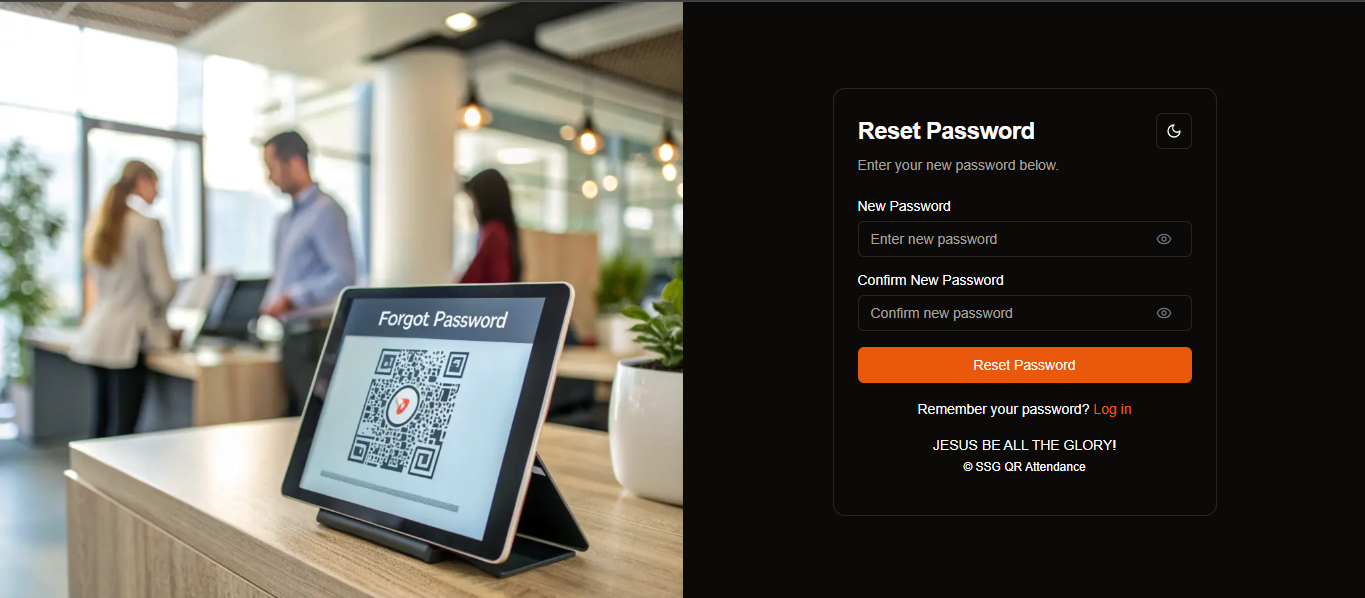 Forgot Password
Reset Password
Enter your new password below.
New Password
Enter new password
Confirm New Password
Confirm new password
Reset Password
Remember your password? Log in
JESUS BE ALL THE GLORY!
© SSG QR Attendance